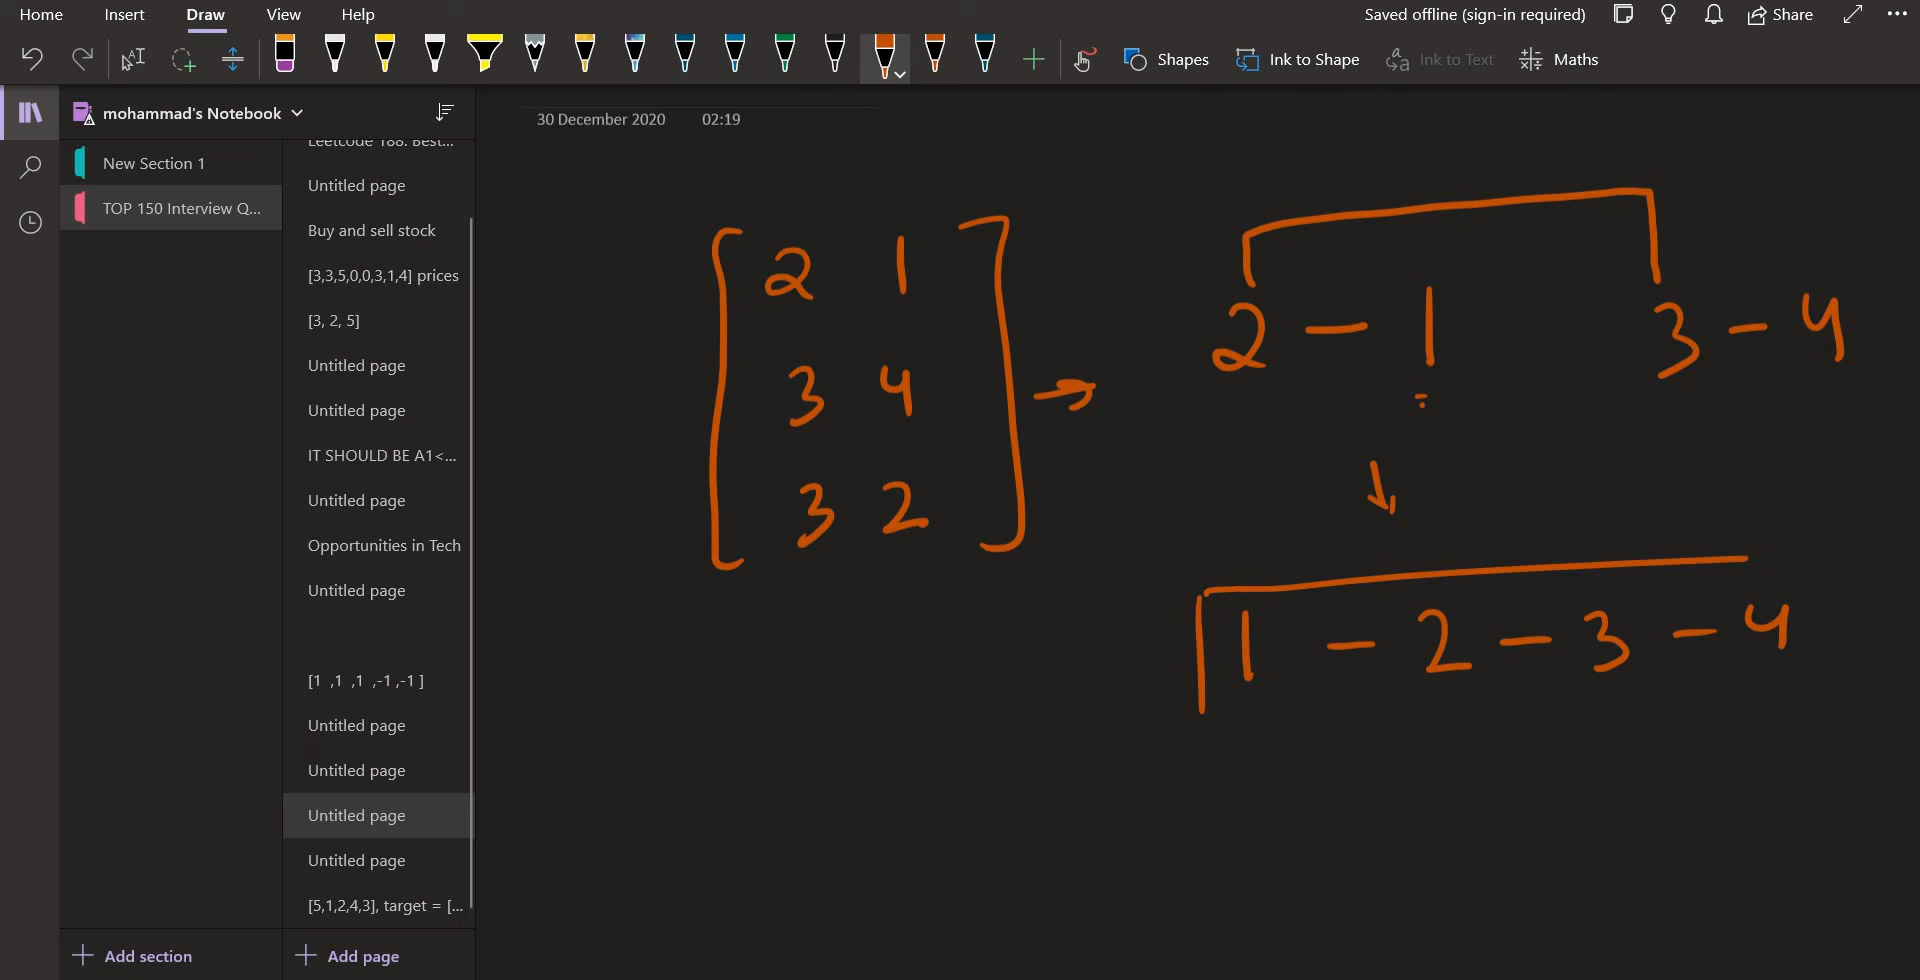 Home Insert Draw View Help Saved offline (sign-in required) Share
Shapes Ink to Shape Ink to Text Maths
mohammad's Notebook
New Section 1
TOP 150 Interview Q...
Leetcode 188. Best...
Untitled page
Buy and sell stock
[3,3,5,0,0,3,1,4] prices
[3, 2, 5]
Untitled page
Untitled page
IT SHOULD BE A1<...
Untitled page
Opportunities in Tech
Untitled page
[1 ,1 ,1 ,-1 ,-1 ]
Untitled page
Untitled page
Untitled page
Untitled page
[5,1,2,4,3], target = [...
Add section
Add page
30 December 2020 02:19
2 1
3 4
3 2
2 - 1 3 - 4
1 - 2 - 3 - 4